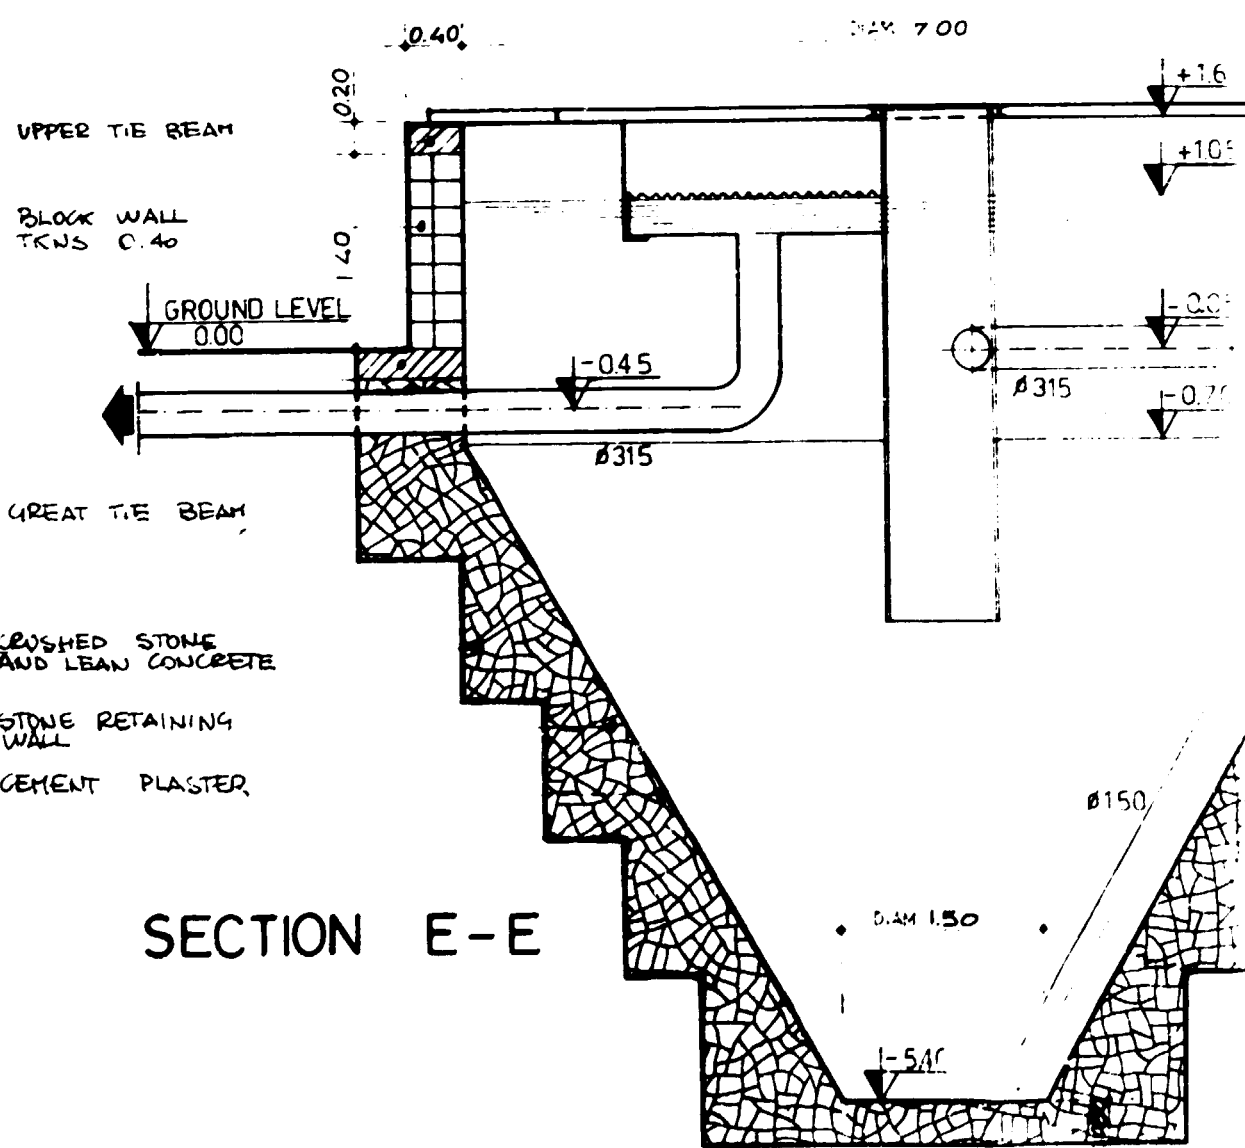 0.40
DIAM 7.00
0.20
+1.6
UPPER TIE BEAM
+1.05
BLOCK WALL
TKNS 0.40
1.40
GROUND LEVEL
0.00
-0.45
Ø315
Ø315
GREAT TIE BEAM
CRUSHED STONE
AND LEAN CONCRETE
STONE RETAINING
WALL
CEMENT PLASTER
Ø150
SECTION E-E
DIAM 1.50
-5.40